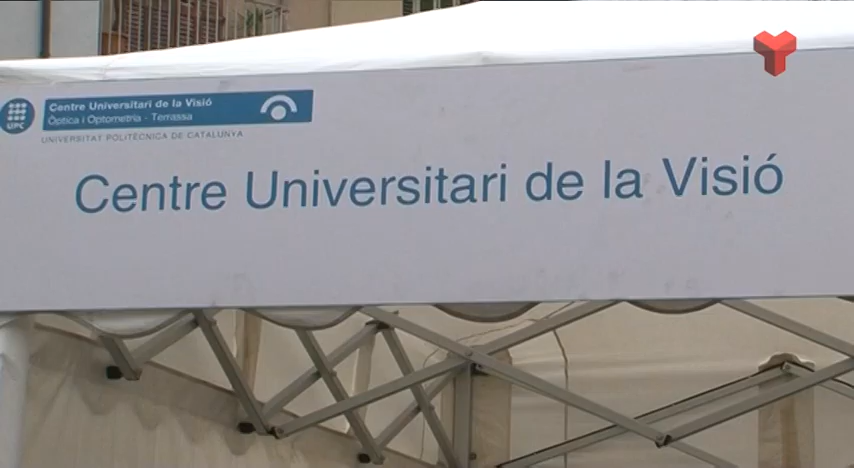 UPC
Centre Universitari de la Visió
Òptica i Optometria - Terrassa
UNIVERSITAT POLITÈCNICA DE CATALUNYA
Centre Universitari de la Visió